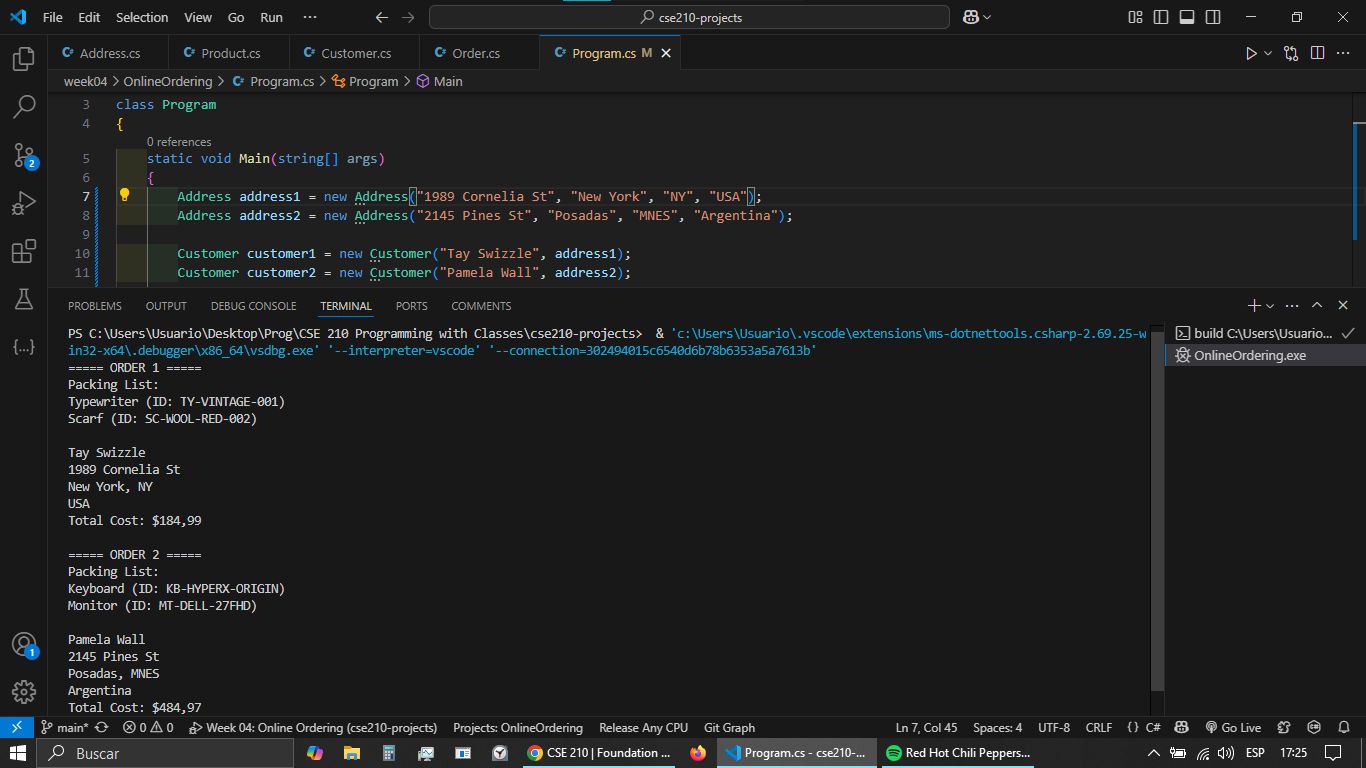 File Edit Selection View Go Run ···
cse210-projects
Address.cs Product.cs Customer.cs Order.cs Program.cs M
week04 > OnlineOrdering > Program.cs > Program > Main
3 class Program
4 {
0 references
5 static void Main(string[] args)
6 {
7 Address address1 = new Address("1989 Cornelia St", "New York", "NY", "USA");
8 Address address2 = new Address("2145 Pines St", "Posadas", "MNES", "Argentina");
9
10 Customer customer1 = new Customer("Tay Swizzle", address1);
11 Customer customer2 = new Customer("Pamela Wall", address2);
2
PROBLEMS OUTPUT DEBUG CONSOLE TERMINAL PORTS COMMENTS
PS C:\Users\Usuario\Desktop\Prog\CSE 210 Programming with Classes\cse210-projects> & 'c:\Users\Usuario\.vscode\extensions\ms-dotnettools.csharp-2.69.25-w
in32-x64\.debugger\x86_64\vsdbg.exe' '--interpreter=vscode' '--connection=302494015c6540d6b78b6353a5a7613b'
===== ORDER 1 =====
Packing List:
Typewriter (ID: TY-VINTAGE-001)
Scarf (ID: SC-WOOL-RED-002)
Tay Swizzle
1989 Cornelia St
New York, NY
USA
Total Cost: $184,99
===== ORDER 2 =====
Packing List:
Keyboard (ID: KB-HYPERX-ORIGIN)
Monitor (ID: MT-DELL-27FHD)
Pamela Wall
2145 Pines St
Posadas, MNES
Argentina
Total Cost: $484,97
build C:\Users\Usuario...
OnlineOrdering.exe
1
main* 0 0 Week 04: Online Ordering (cse210-projects) Projects: OnlineOrdering Release Any CPU Git Graph Ln 7, Col 45 Spaces: 4 UTF-8 CRLF {} C# Go Live
Buscar CSE 210 | Foundation ... Program.cs - cse210-... Red Hot Chili Peppers... ESP 17:25